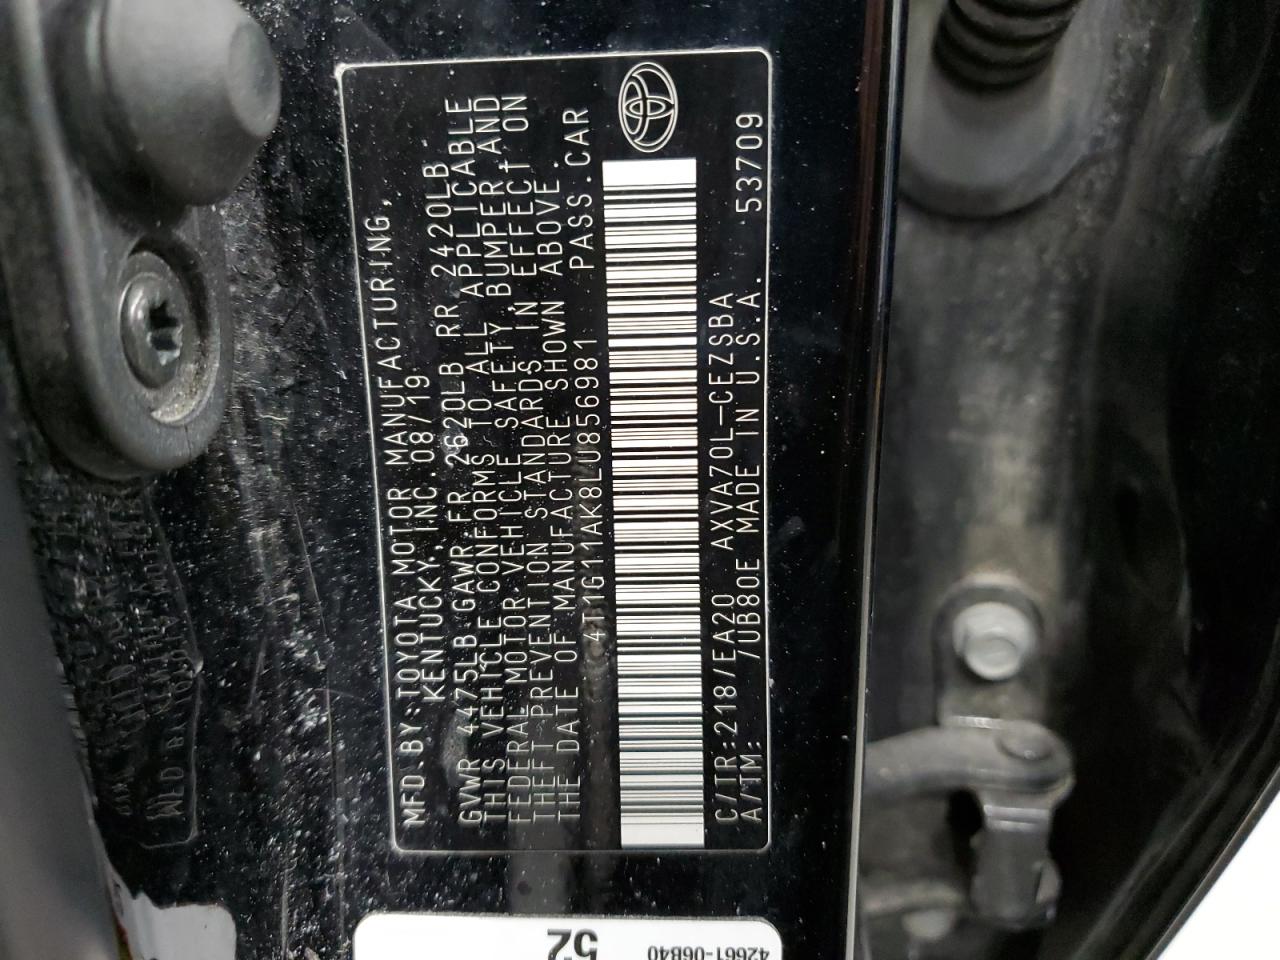 MFD.BY:TOYOTA MOTOR MANUFACTURING,
KENTUCKY,INC.08/19
GVWR 4475LB GAWR FR 2620LB RR 2420LB
THIS VEHICLE CONFORMS TO ALL APPLICABLE
FEDERAL MOTOR VEHICLE SAFETY,BUMPER,AND
THEFT PREVENTION STANDARDS IN EFFECT ON
THE DATE OF MANUFACTURE SHOWN ABOVE.
4T1G11AK8LU856981 PASS.CAR
C/TR:218/EA20 AXVA70L-CEZSBA
A/TM: /UB80E MADE IN U.S.A. 53709
52
42661-06B40